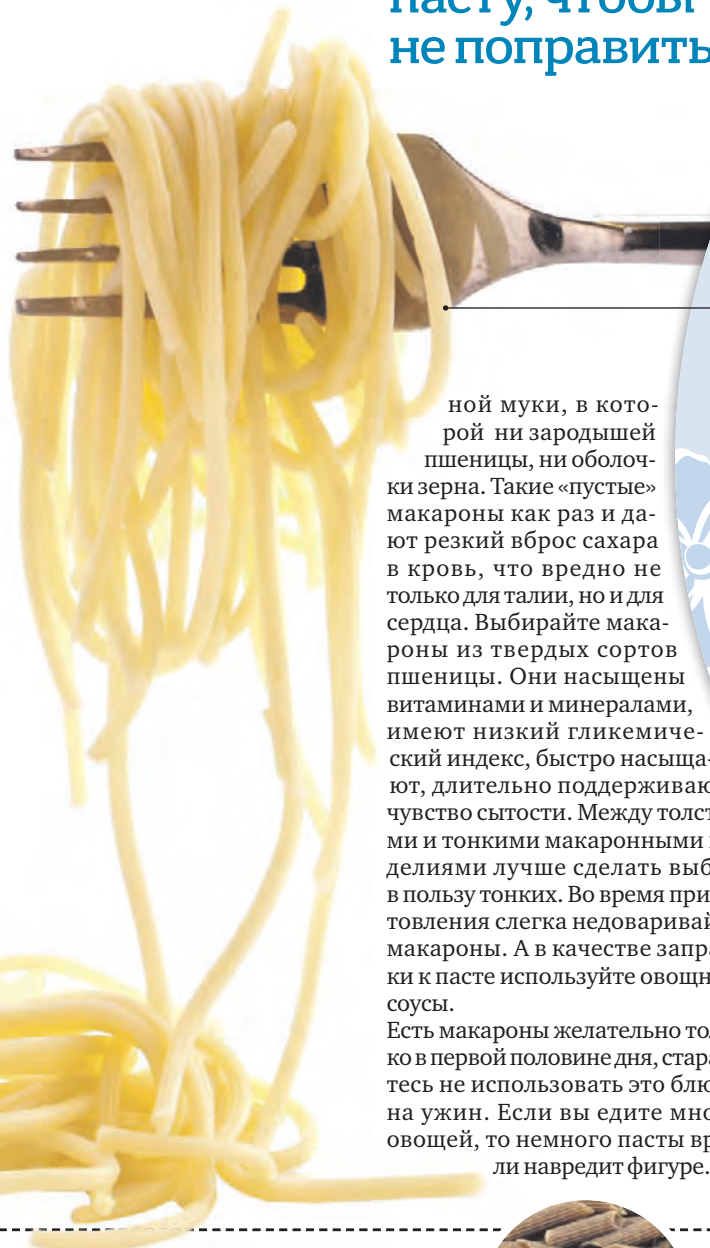 пасту, чтобы
не поправить
ной муки, в кото-
рой ни зародышей
пшеницы, ни оболоч-
ки зерна. Такие «пустые»
макароны как раз и да-
ют резкий вброс сахара
в кровь, что вредно не
только для талии, но и для
сердца. Выбирайте мака-
роны из твердых сортов
пшеницы. Они насыщены
витаминами и минералами,
имеют низкий гликемиче-
ский индекс, быстро насыща-
ют, длительно поддерживаю
чувство сытости. Между толст
ми и тонкими макаронными
делиями лучше сделать выб
в пользу тонких. Во время при
товления слегка недоваривай
макароны. А в качестве запра
ки к пасте используйте овощн
соусы.
Есть макароны желательно тол
ко в первой половине дня, стара
тесь не использовать это блю
на ужин. Если вы едите мно
овощей, то немного пасты вр
ли навредит фигуре.